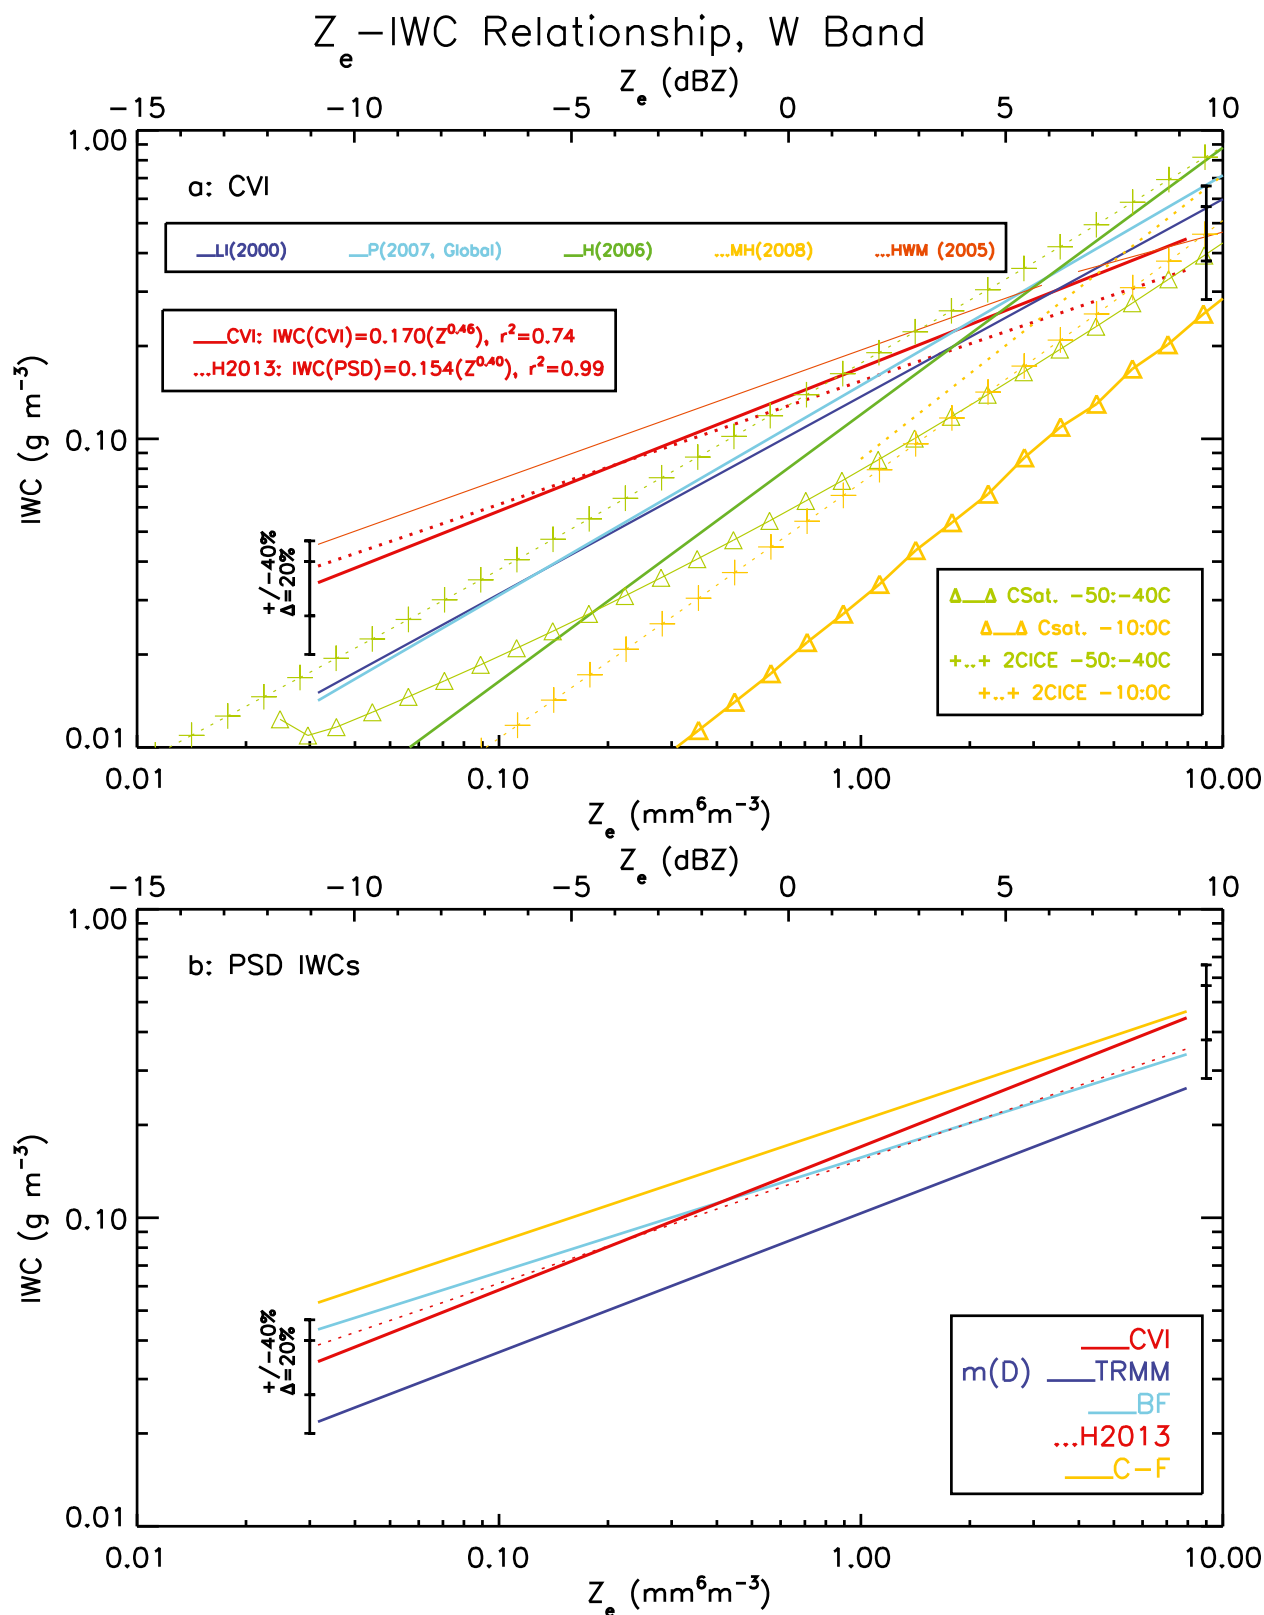 Zₑ−IWC Relationship, W Band
Zₑ (dBZ)
−15 −10 −5 0 5 10
1.00
a: CVI
LI(2000) P(2007, Global) H(2006) ...MH(2008) ...HWM (2005)
CVI: IWC(CVI)=0.170(Z^0.46), r²=0.74
...H2013: IWC(PSD)=0.154(Z^0.40), r²=0.99
IWC (g m⁻³)
0.10
+/−40%
Δ=20%
Δ__Δ CSat. −50:−40C
Δ__Δ Csat. −10:0C
+..+ 2CICE −50:−40C
+..+ 2CICE −10:0C
0.01
0.01 0.10 1.00 10.00
Zₑ (mm⁶m⁻³)
Zₑ (dBZ)
−15 −10 −5 0 5 10
1.00
b: PSD IWCs
IWC (g m⁻³)
0.10
+/−40%
Δ=20%
CVI
m(D) TRMM
BF
...H2013
C−F
0.01
0.01 0.10 1.00 10.00
Zₑ (mm⁶m⁻³)